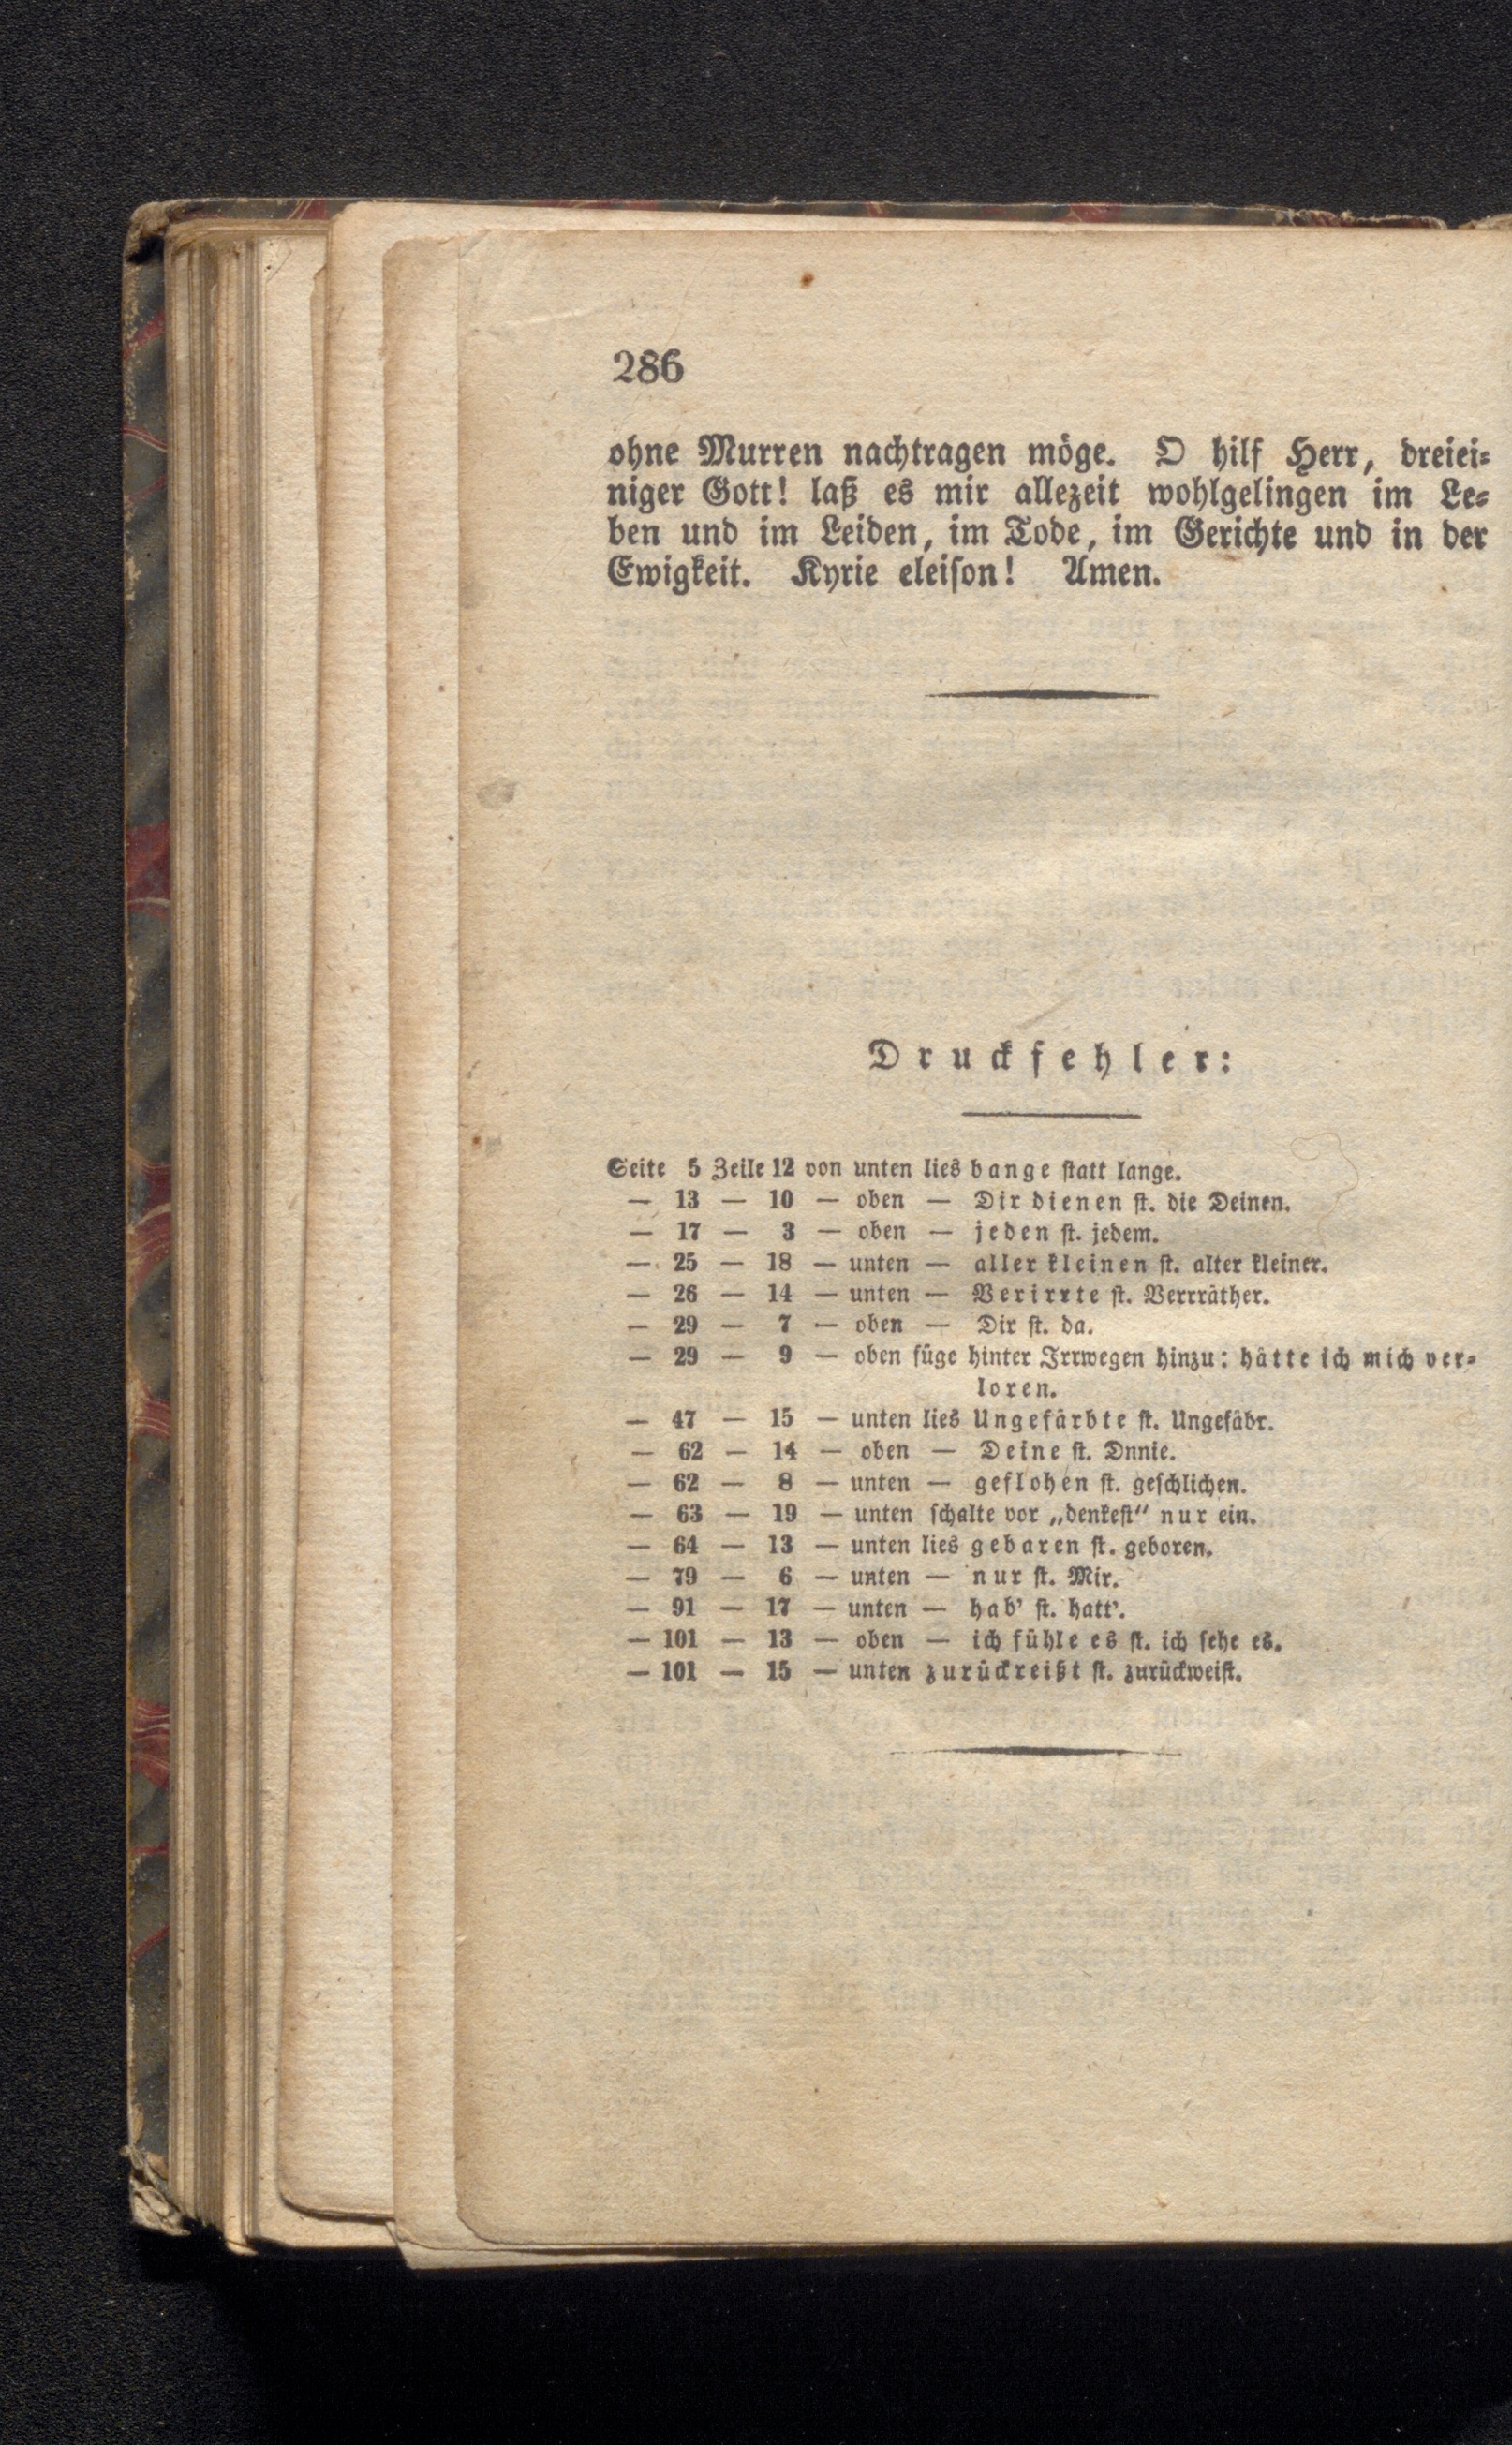 286
ohne Murren nachtragen möge. O hilf Herr, dreiei-
niger Gott! laß es mir allezeit wohlgelingen im Le-
ben und im Leiden, im Tode, im Gerichte und in der
Ewigkeit. Kyrie eleiſon! Amen.
Druckfehler:
Seite 5 Zeile 12 von unten lies bange ſtatt lange.
— 13 — 10 — oben — Dir dienen ſt. die Deinen.
— 17 — 3 — oben — jeden ſt. jedem.
— 25 — 18 — unten — aller kleinen ſt. alter kleiner.
— 26 — 14 — unten — Verirrte ſt. Verrräther.
— 29 — 7 — oben — Dir ſt. da.
— 29 — 9 — oben füge hinter Irrwegen hinzu: hätte ich mich ver-
loren.
— 47 — 15 — unten lies Ungefärbte ſt. Ungefäbr.
— 62 — 14 — oben — Deine ſt. Dnnie.
— 62 — 8 — unten — geflohen ſt. geſchlichen.
— 63 — 19 — unten ſchalte vor „denkeſt“ nur ein.
— 64 — 13 — unten lies gebaren ſt. geboren.
— 79 — 6 — unten — nur ſt. Mir.
— 91 — 17 — unten — hab’ ſt. hatt’.
— 101 — 13 — oben — ich fühle es ſt. ich ſehe es.
— 101 — 15 — unten zurückreißt ſt. zurückweiſt.